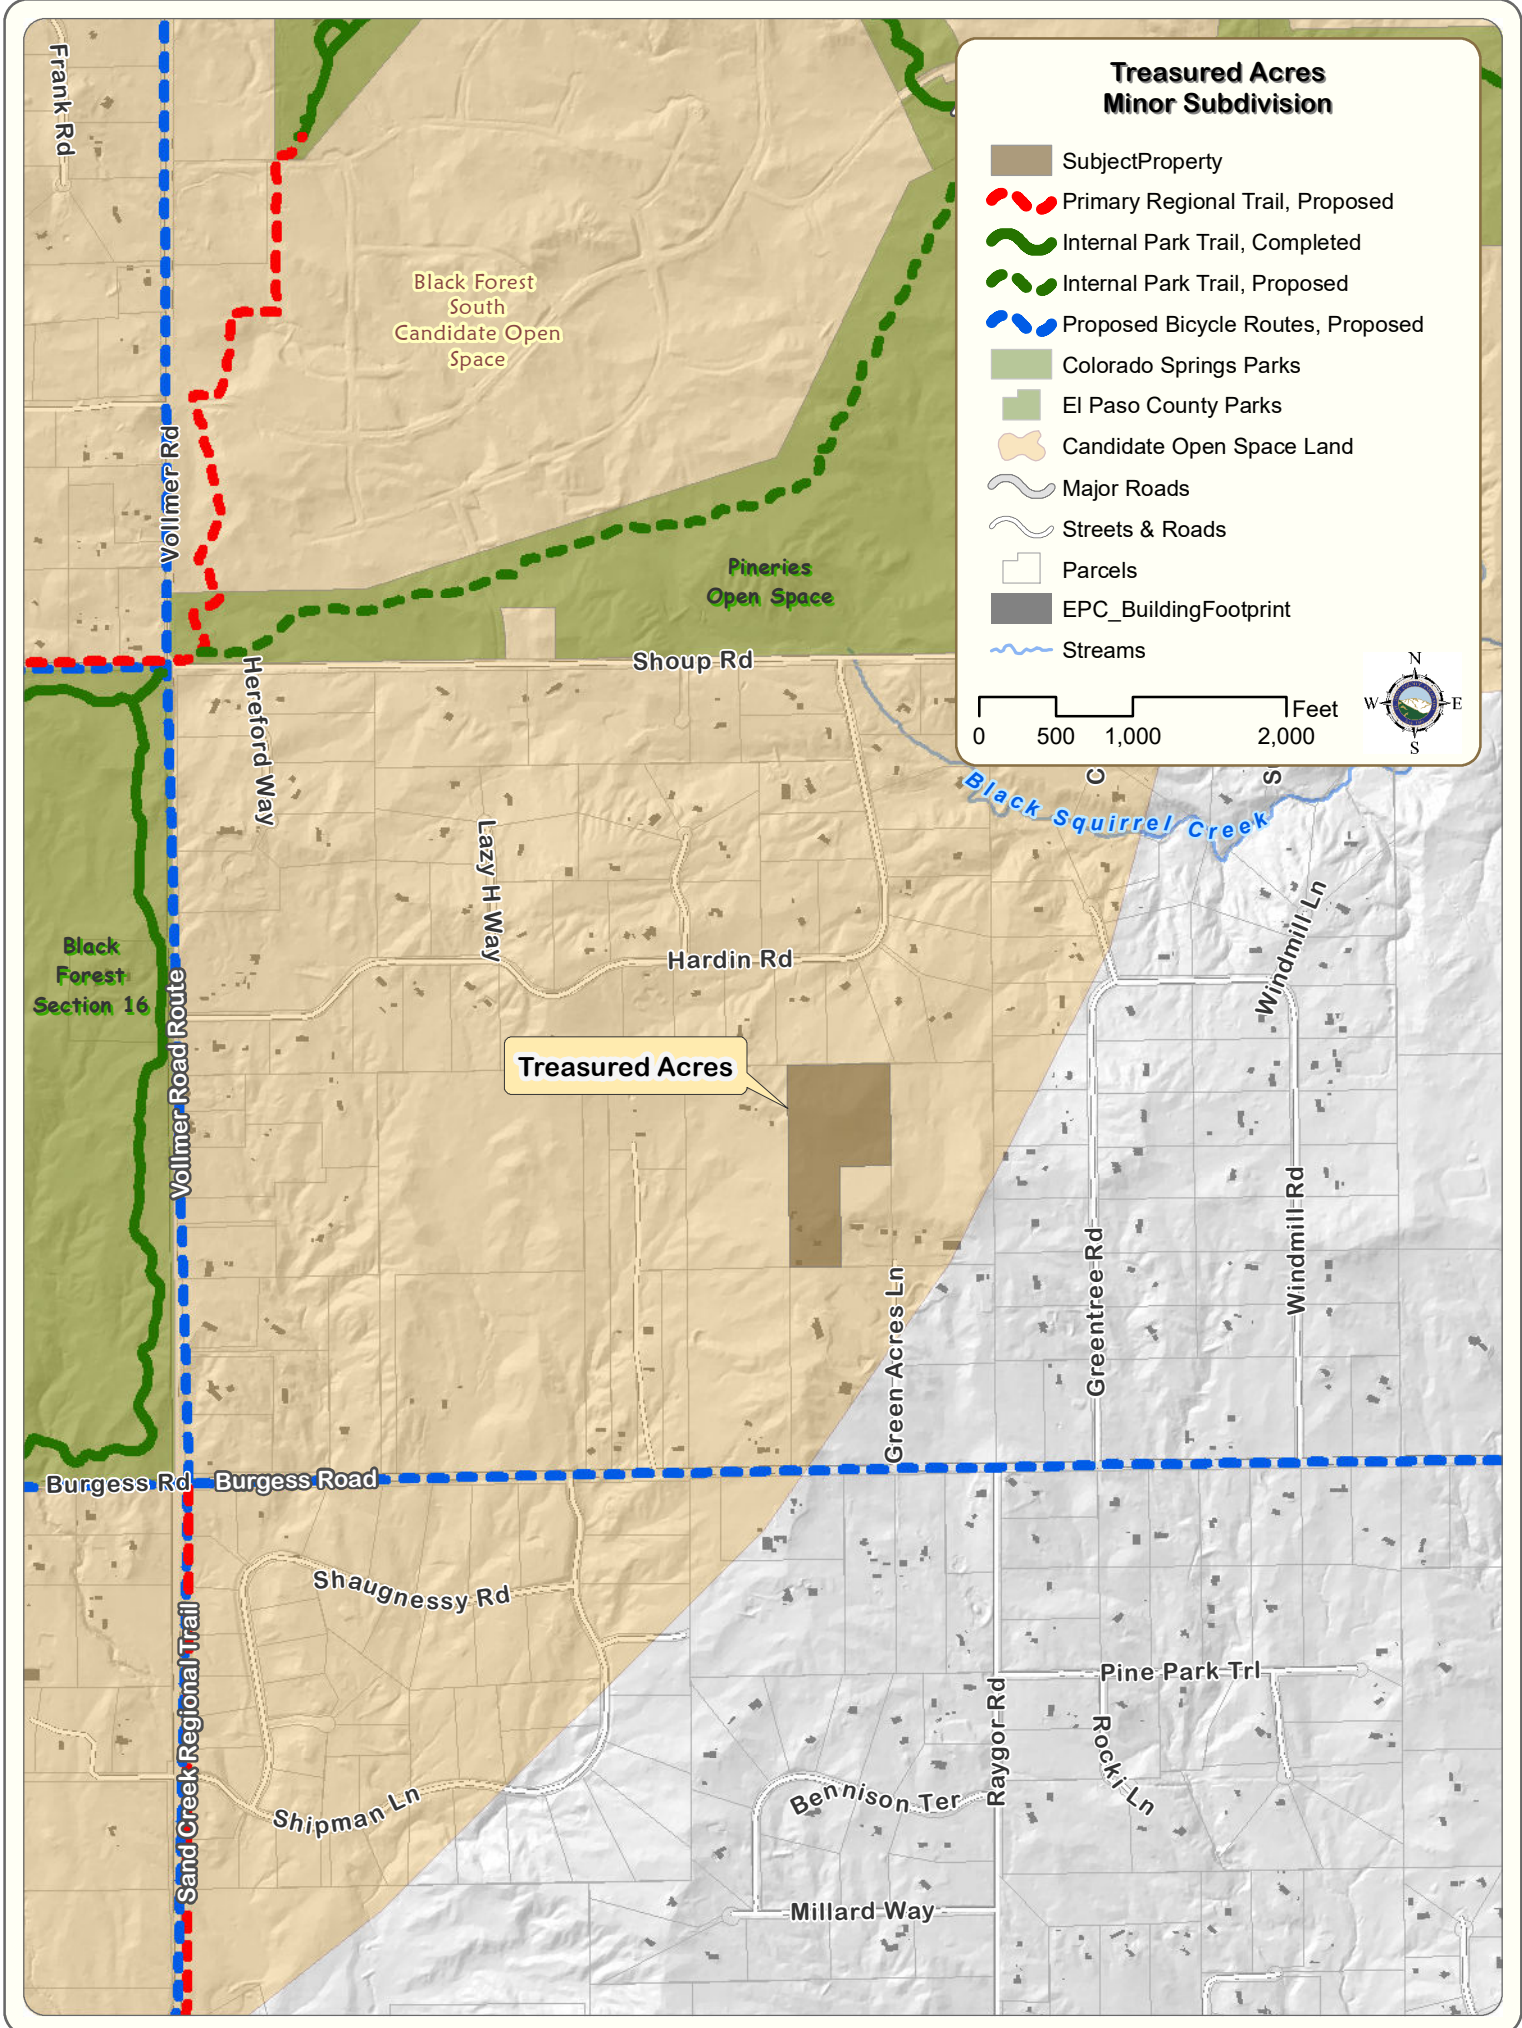 Treasured Acres
Minor Subdivision
SubjectProperty
Primary Regional Trail, Proposed
Internal Park Trail, Completed
Internal Park Trail, Proposed
Proposed Bicycle Routes, Proposed
Colorado Springs Parks
El Paso County Parks
Candidate Open Space Land
Major Roads
Streets & Roads
Parcels
EPC_BuildingFootprint
Streams
0 500 1,000 2,000
Feet
N
W E
S
Frank Rd
Black Forest
South
Candidate Open
Space
Vollmer Rd
Pineries
Open Space
Shoup Rd
Hereford Way
Lazy H Way
Black Squirrel Creek
Hardin Rd
Windmill Ln
Black
Forest
Section 16
Vollmer Road Route
Treasured Acres
Greentree Rd
Windmill Rd
Green Acres Ln
Burgess Rd
Burgess Road
Shaugnessy Rd
Sand Creek Regional Trail
Shipman Ln
Pine Park Trl
Raygor Rd
Rocki Ln
Bennison Ter
Millard Way